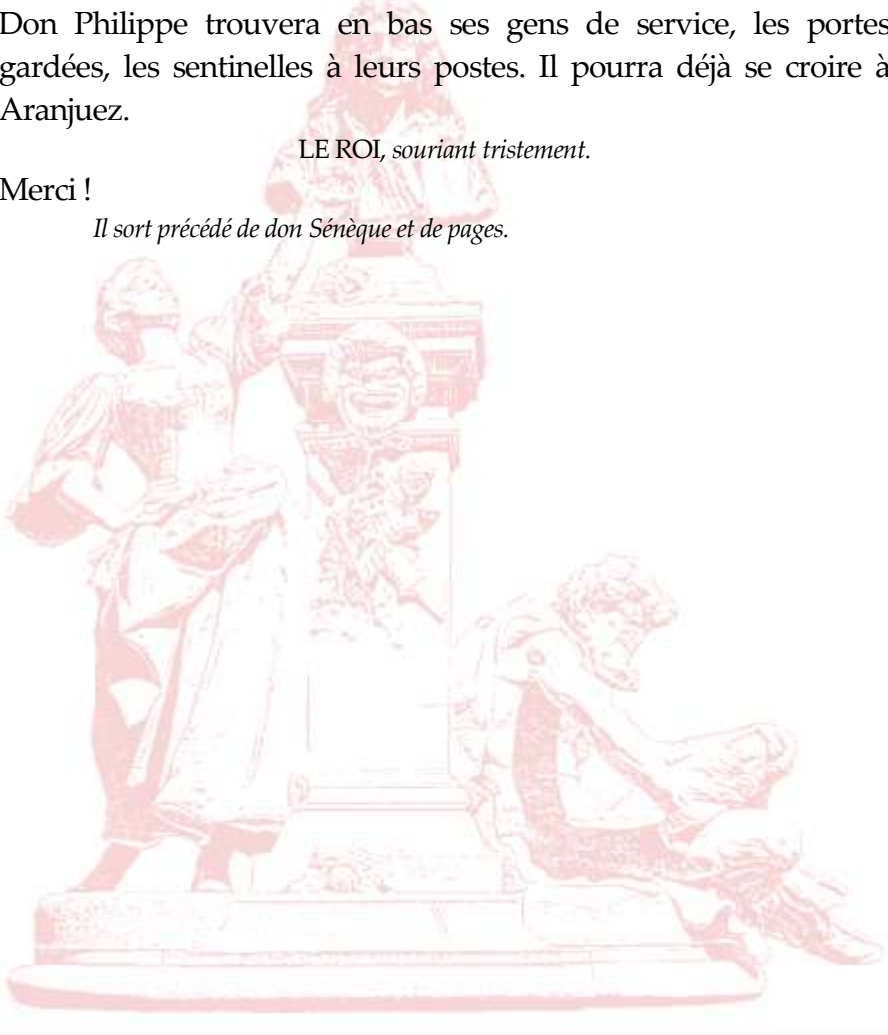 Don Philippe trouvera en bas ses gens de service, les portes
gardées, les sentinelles à leurs postes. Il pourra déjà se croire à
Aranjuez.
LE ROI, souriant tristement.
Merci !
Il sort précédé de don Sénèque et de pages.